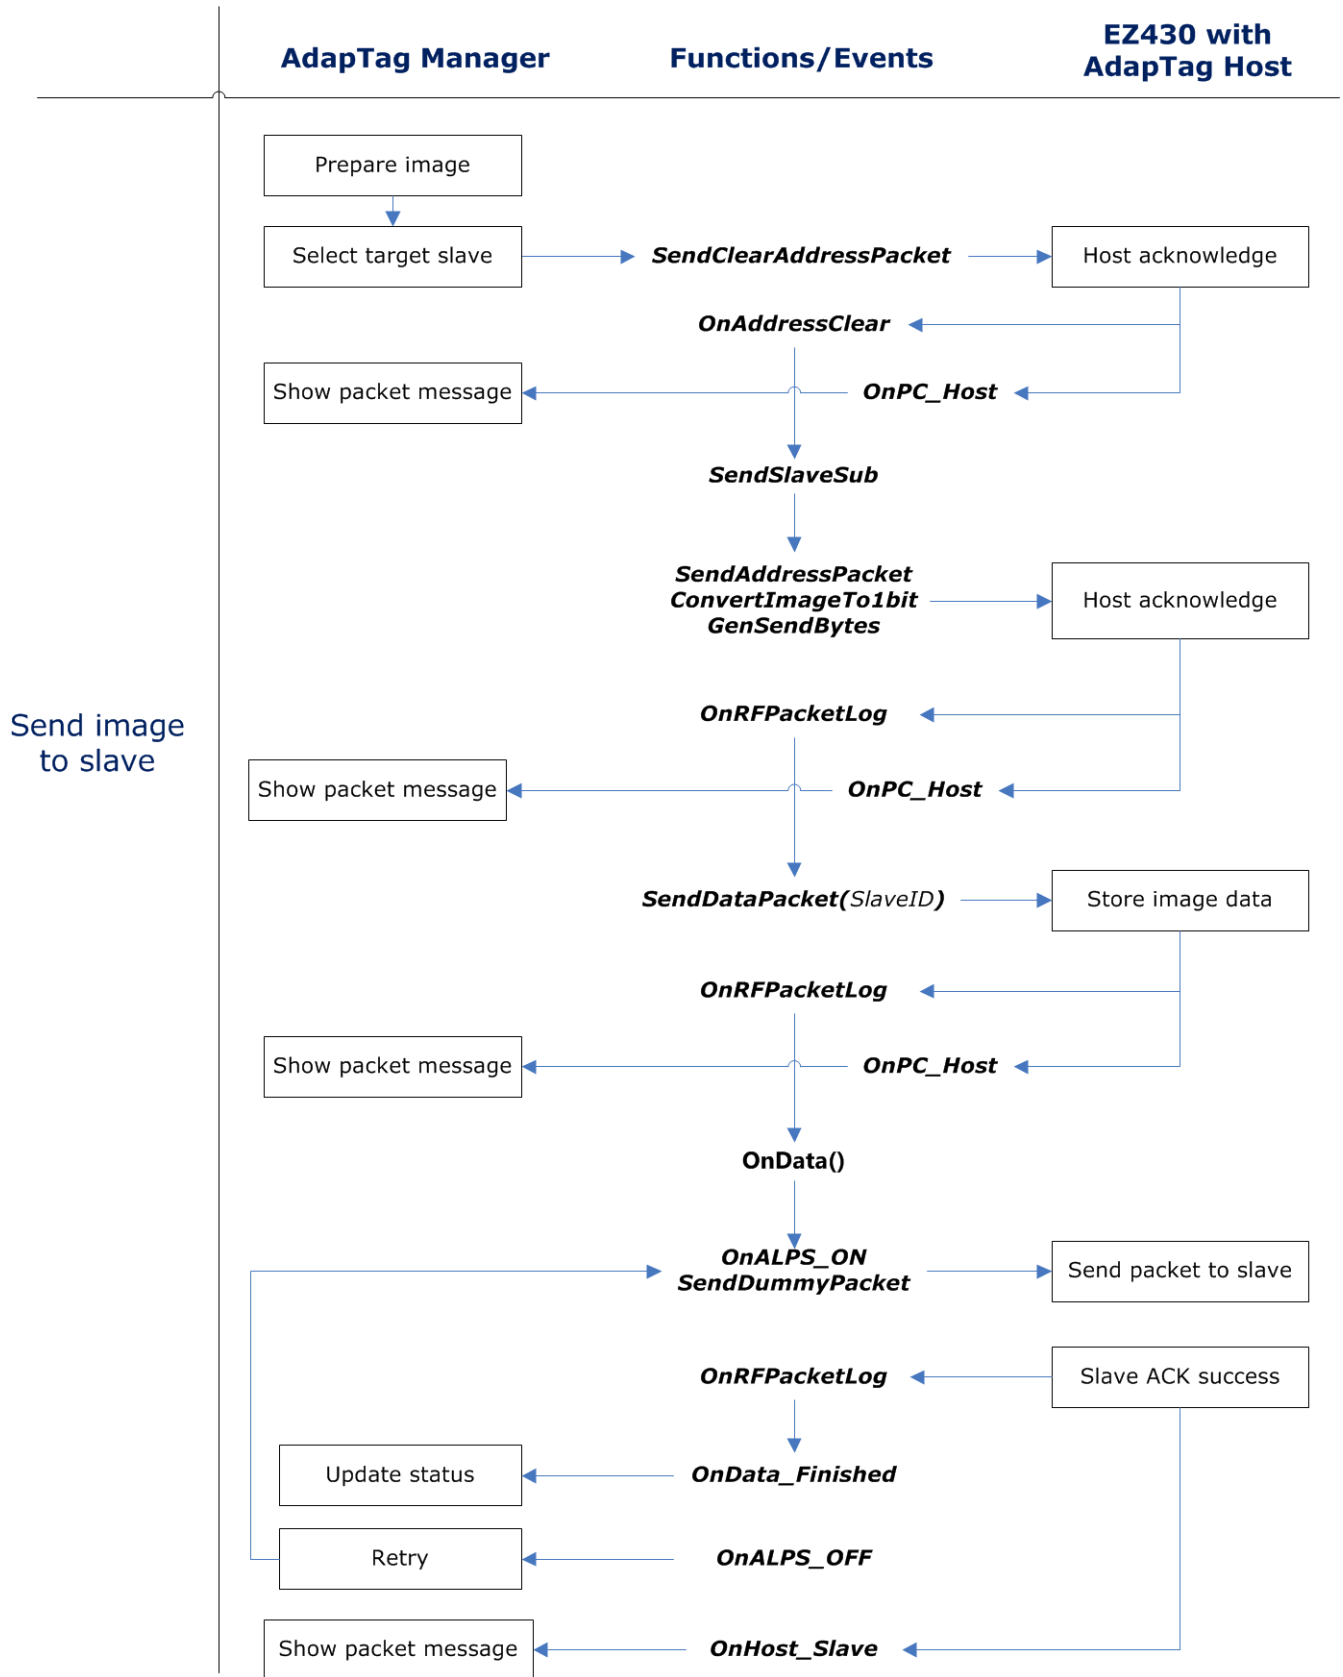 AdapTag Manager
Functions/Events
EZ430 with
AdapTag Host
Prepare image
Select target slave
SendClearAddressPacket
Host acknowledge
OnAddressClear
Show packet message
OnPC_Host
SendSlaveSub
SendAddressPacket
ConvertImageTo1bit
GenSendBytes
Host acknowledge
Send image
to slave
OnRFPacketLog
Show packet message
OnPC_Host
SendDataPacket(SlaveID)
Store image data
OnRFPacketLog
Show packet message
OnPC_Host
OnData()
OnALPS_ON
SendDummyPacket
Send packet to slave
OnRFPacketLog
Slave ACK success
Update status
OnData_Finished
Retry
OnALPS_OFF
Show packet message
OnHost_Slave